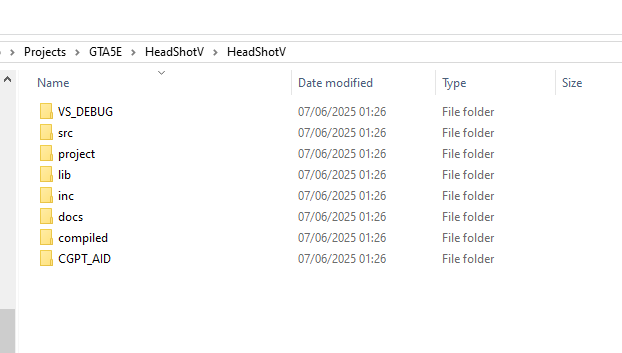 Projects > GTA5E > HeadShotV > HeadShotV
Name Date modified Type Size
VS_DEBUG 07/06/2025 01:26 File folder
src 07/06/2025 01:26 File folder
project 07/06/2025 01:26 File folder
lib 07/06/2025 01:26 File folder
inc 07/06/2025 01:26 File folder
docs 07/06/2025 01:26 File folder
compiled 07/06/2025 01:26 File folder
CGPT_AID 07/06/2025 01:26 File folder